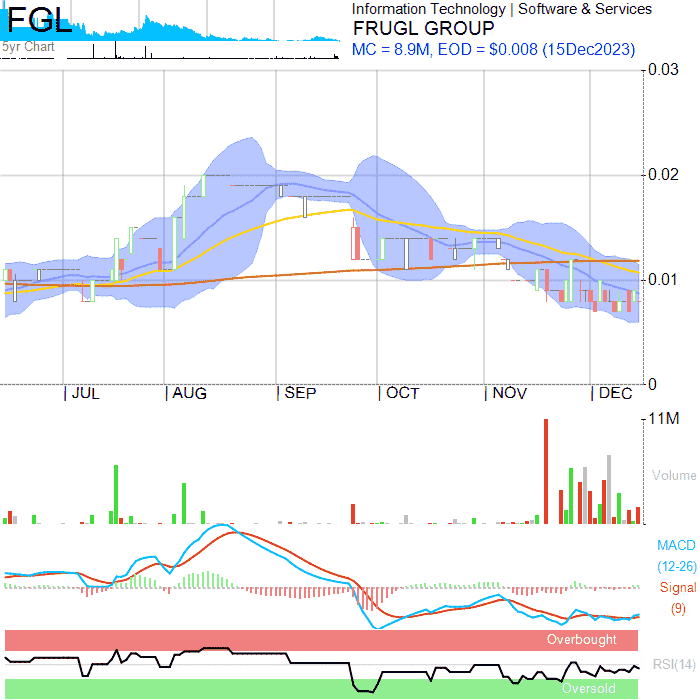 FGL
Information Technology | Software & Services
FRUGL GROUP
5yr Chart
MC = 8.9M, EOD = $0.008 (15Dec2023)
0.03
0.02
0.01
0
JUL
AUG
SEP
OCT
NOV
DEC
11M
Volume
MACD
(12-26)
Signal
(9)
Overbought
RSI(14)
Oversold